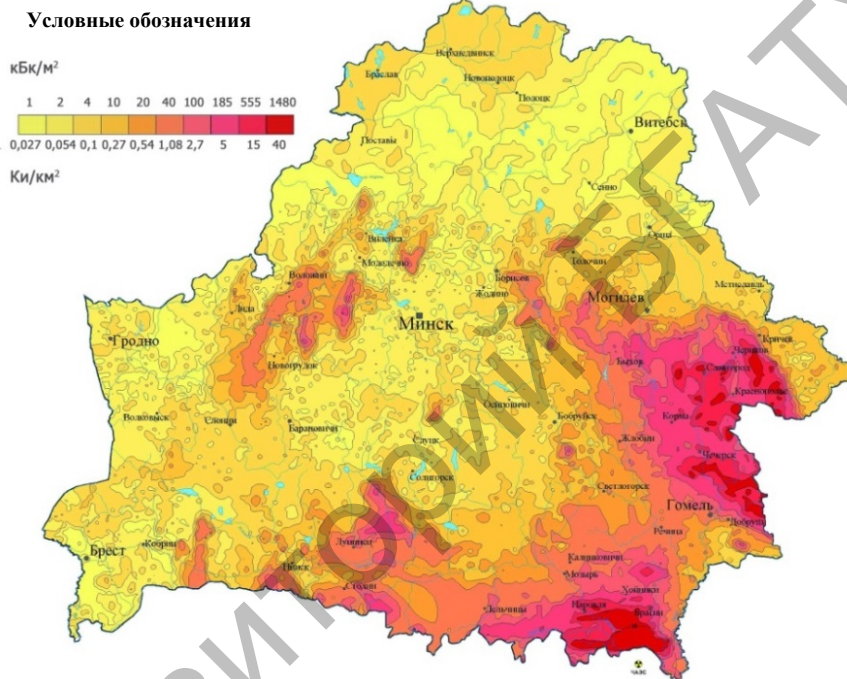 Условные обозначения
кБк/м²
1 2 4 10 20 40 100 185 555 1480
0,027 0,054 0,1 0,27 0,54 1,08 2,7 5 15 40
Ки/км²
Верхнедвинск
Браслав
Новополоцк
Полоцк
Витебск
Поставы
Сенно
Орша
Вилейка
Молодечно
Толочин
Борисов
Воложин
Жодино
Могилев
Мстиславль
Лида
Минск
Гродно
Кричев
Чериков
Быхов
Славгород
Новогрудок
Краснополье
Осиповичи
Волковыск
Слоним
Барановичи
Бобруйск
Корма
Слуцк
Жлобин
Чечерск
Солигорск
Светлогорск
Гомель
Добруш
Речица
Брест
Кобрин
Лунинец
Пинск
Калинковичи
Мозырь
Столин
Хойники
Лельчицы
Наровля
Брагин
ЧАЭС
РИТОРИЙ БГАТУ